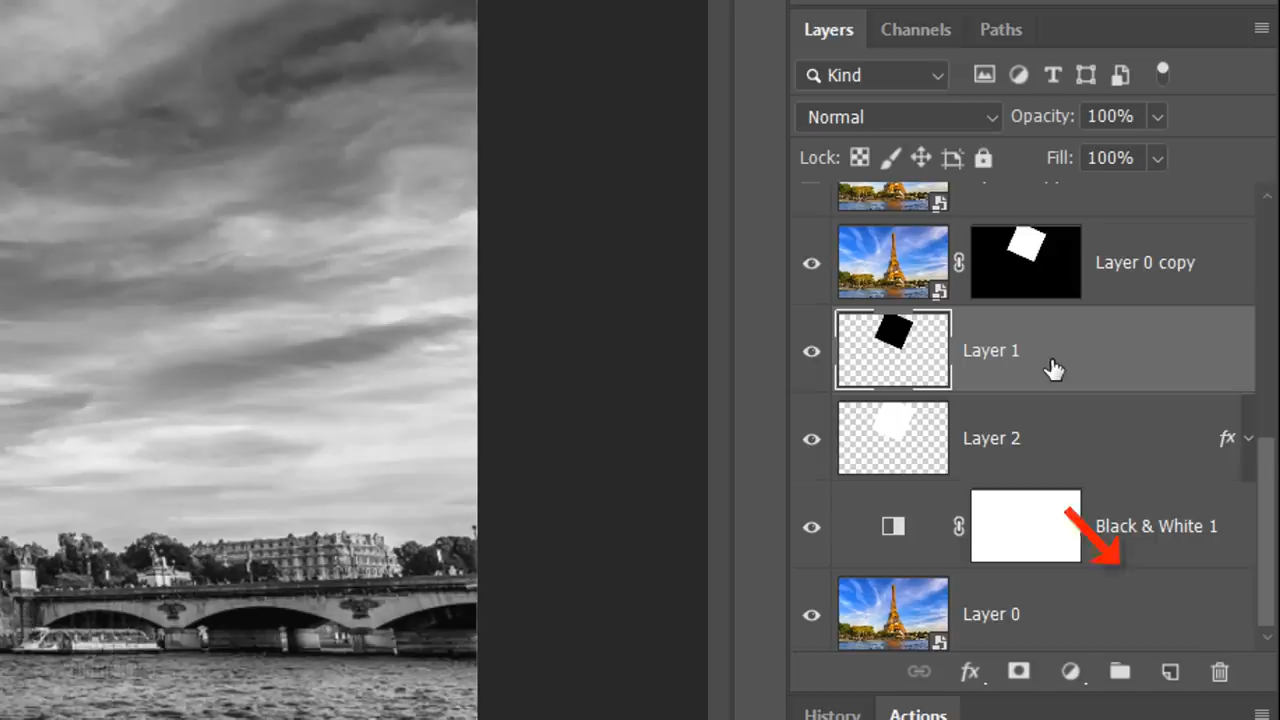 Layers Channels Paths
Kind
Normal Opacity: 100%
Lock: Fill: 100%
Layer 0 copy
Layer 1
Layer 2 fx
Black & White 1
Layer 0
fx
History Actions